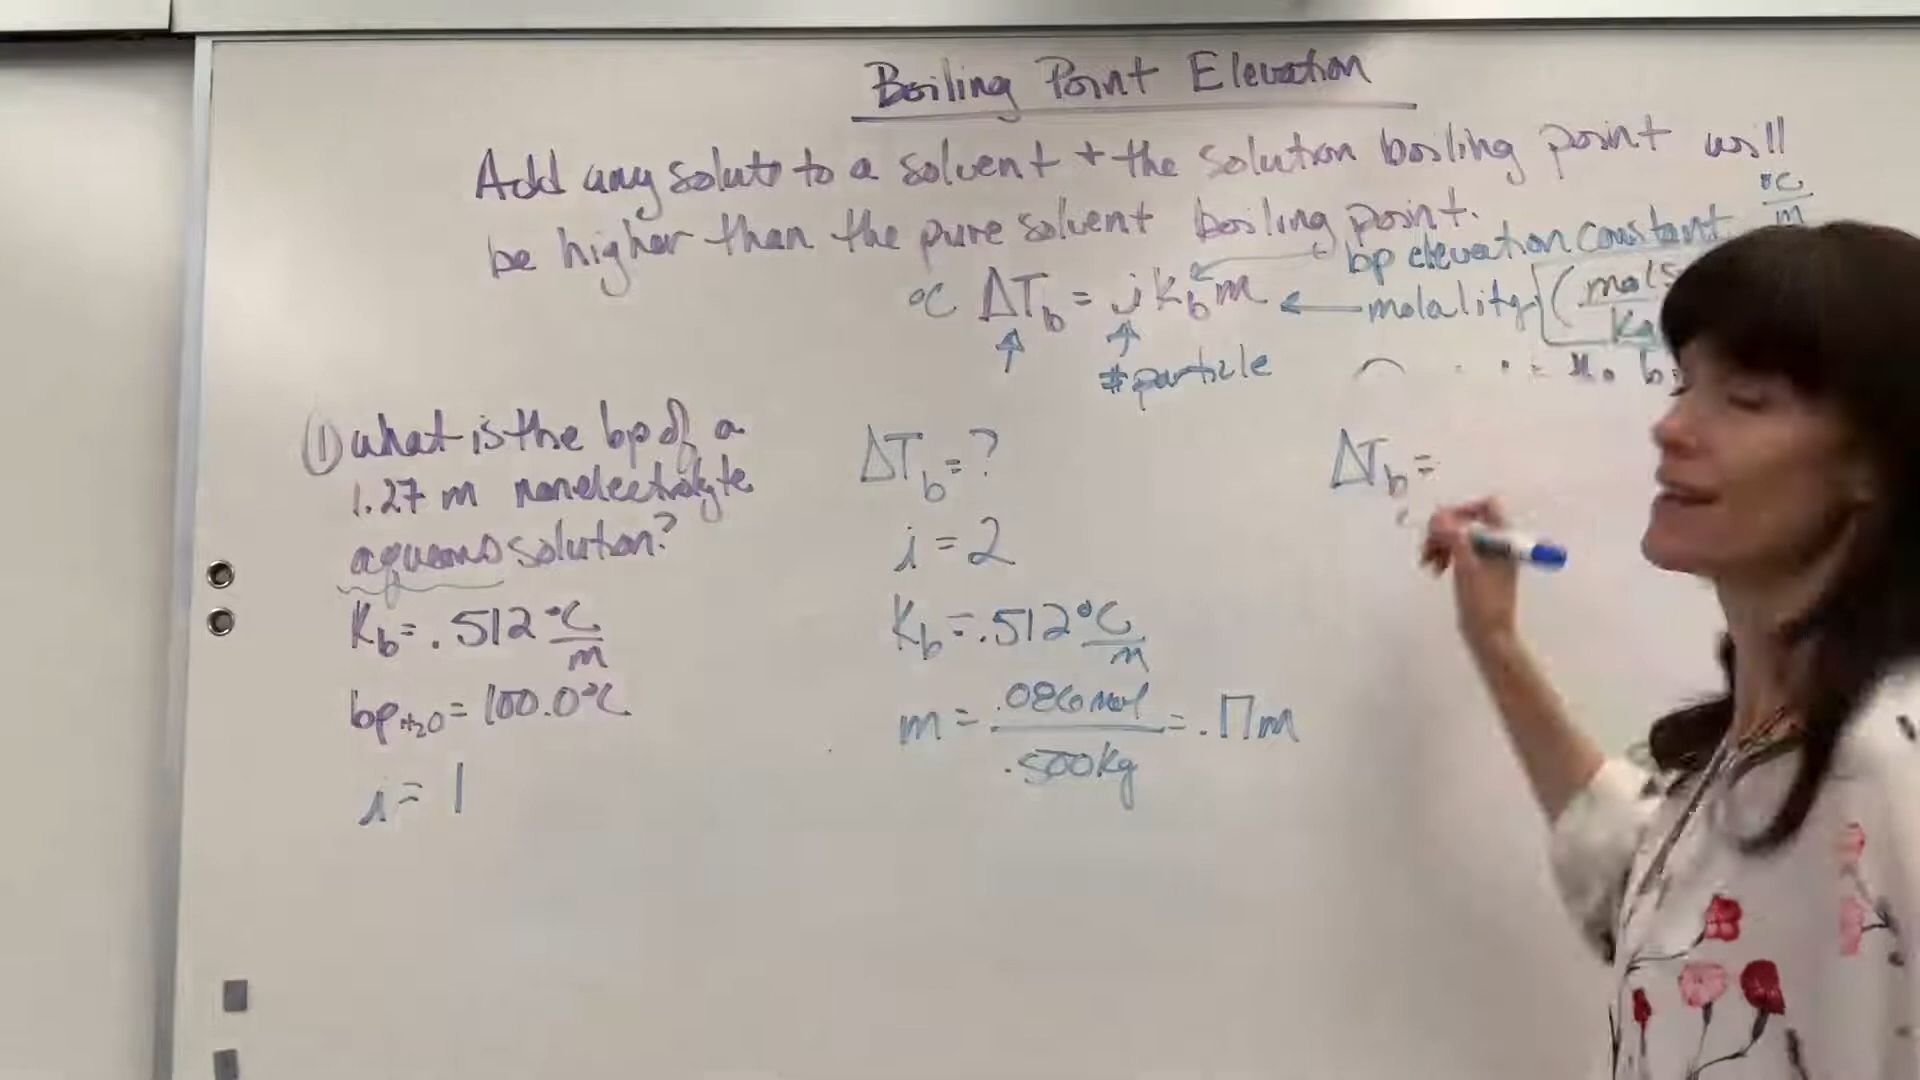 Boiling Point Elevation
Add any solute to a solvent + the solution boiling point will
be higher than the pure solvent boiling point.
bp elevation constant °C/m
°C ΔTb = i kb m ← molality (mols
#particle
① What is the bp of a
1.27 m nonelectrolyte
aqueous solution?
Kb = .512 °C/m
bpH₂O = 100.0°C
i = 1
ΔTb = ?
i = 2
Kb = .512 °C/m
m = .0860 mol / .500 kg = .17 m
ΔTb =